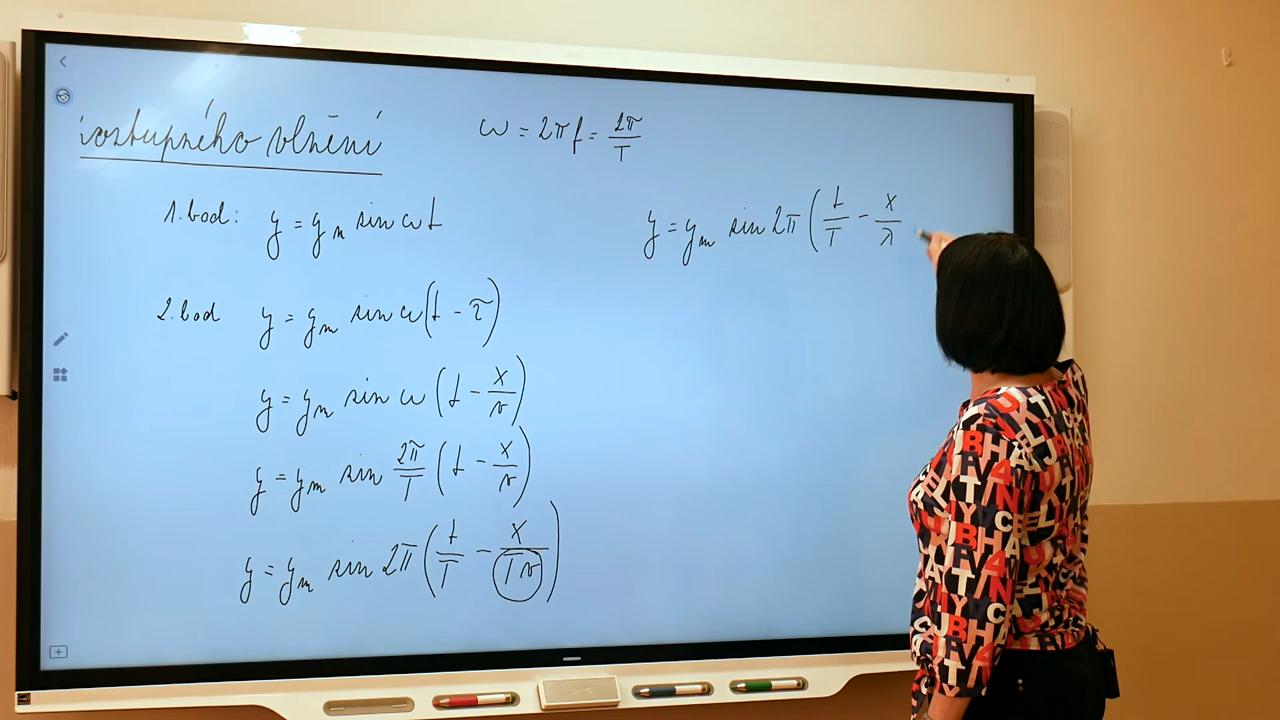 vlnění
ω = 2πf = 2π/T
1. bod: y = yₘ sin ωt
2. bod y = yₘ sin ω(t - τ)
y = yₘ sin ω (t - x/v)
y = yₘ sin 2π/T (t - x/v)
y = yₘ sin 2π (t/T - x/Tv)
y = yₘ sin 2π (t/T - x/λ